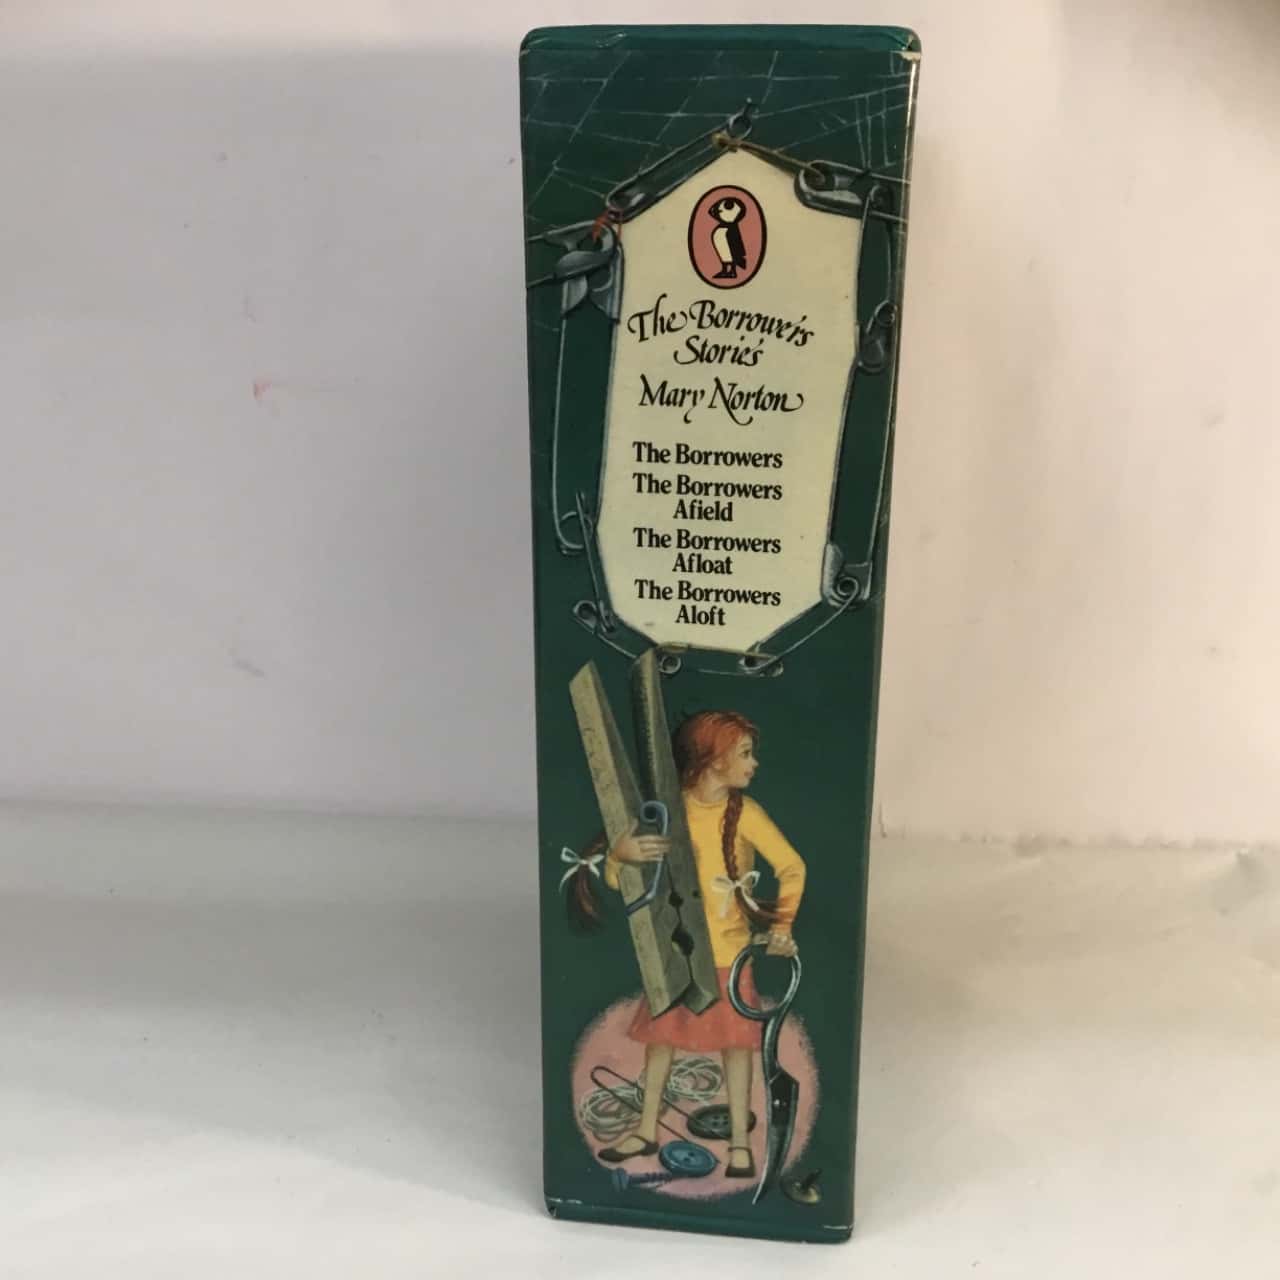 The Borrowers
Stories
Mary Norton
The Borrowers
The Borrowers
Afield
The Borrowers
Afloat
The Borrowers
Aloft